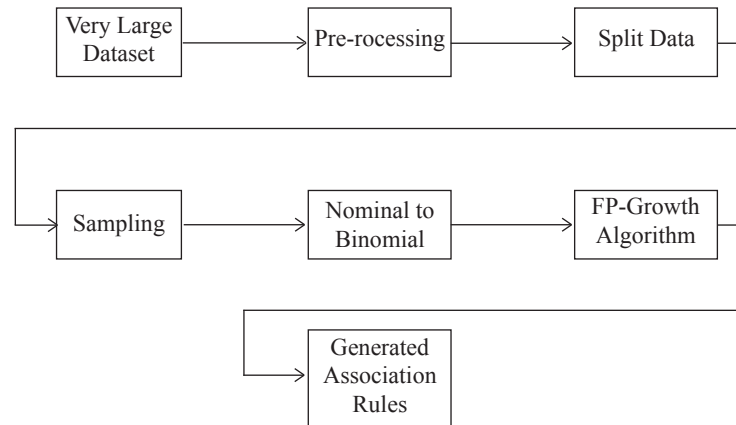 Very Large
Dataset
Pre-rocessing
Split Data
Sampling
Nominal to
Binomial
FP-Growth
Algorithm
Generated
Association
Rules